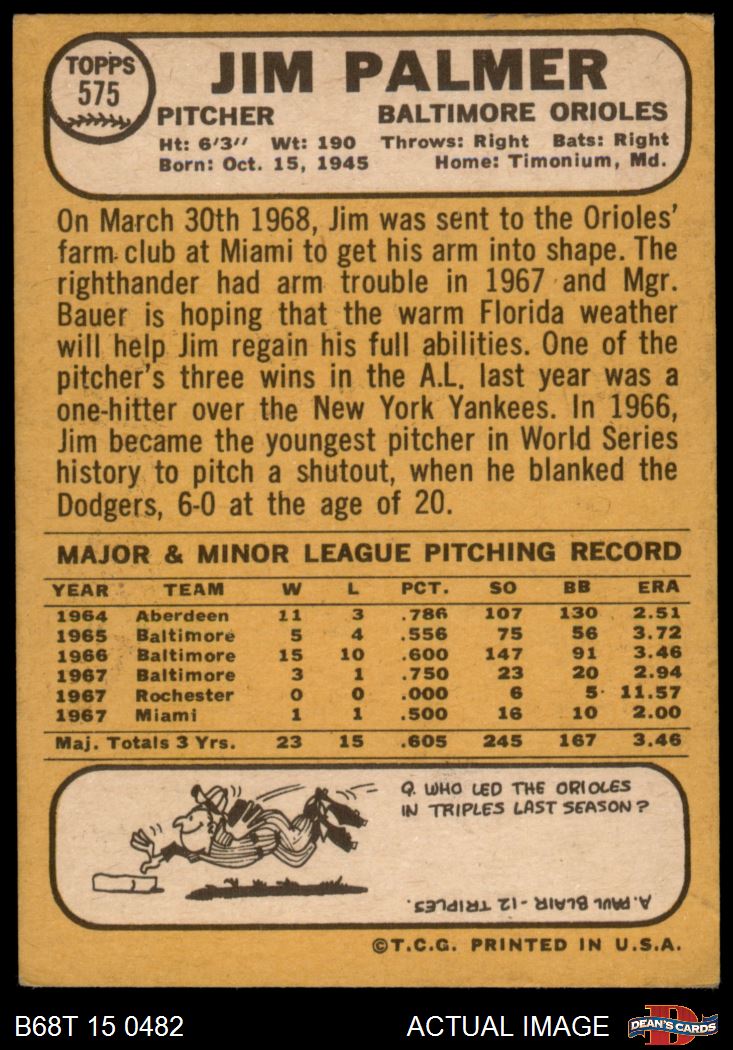 TOPPS
575
JIM PALMER
PITCHER BALTIMORE ORIOLES
Ht: 6'3" Wt: 190 Throws: Right Bats: Right
Born: Oct. 15, 1945 Home: Timonium, Md.
On March 30th 1968, Jim was sent to the Orioles'
farm club at Miami to get his arm into shape. The
righthander had arm trouble in 1967 and Mgr.
Bauer is hoping that the warm Florida weather
will help Jim regain his full abilities. One of the
pitcher's three wins in the A.L. last year was a
one-hitter over the New York Yankees. In 1966,
Jim became the youngest pitcher in World Series
history to pitch a shutout, when he blanked the
Dodgers, 6-0 at the age of 20.
MAJOR & MINOR LEAGUE PITCHING RECORD
YEAR TEAM W L PCT. SO BB ERA
1964 Aberdeen 11 3 .786 107 130 2.51
1965 Baltimore 5 4 .556 75 56 3.72
1966 Baltimore 15 10 .600 147 91 3.46
1967 Baltimore 3 1 .750 23 20 2.94
1967 Rochester 0 0 .000 6 5 11.57
1967 Miami 1 1 .500 16 10 2.00
Maj. Totals 3 Yrs. 23 15 .605 245 167 3.46
Q. WHO LED THE ORIOLES
IN TRIPLES LAST SEASON?
A. PAUL BLAIR - 12 TRIPLES.
©T.C.G. PRINTED IN U.S.A.
B68T 15 0482 ACTUAL IMAGE DEAN'S CARDS